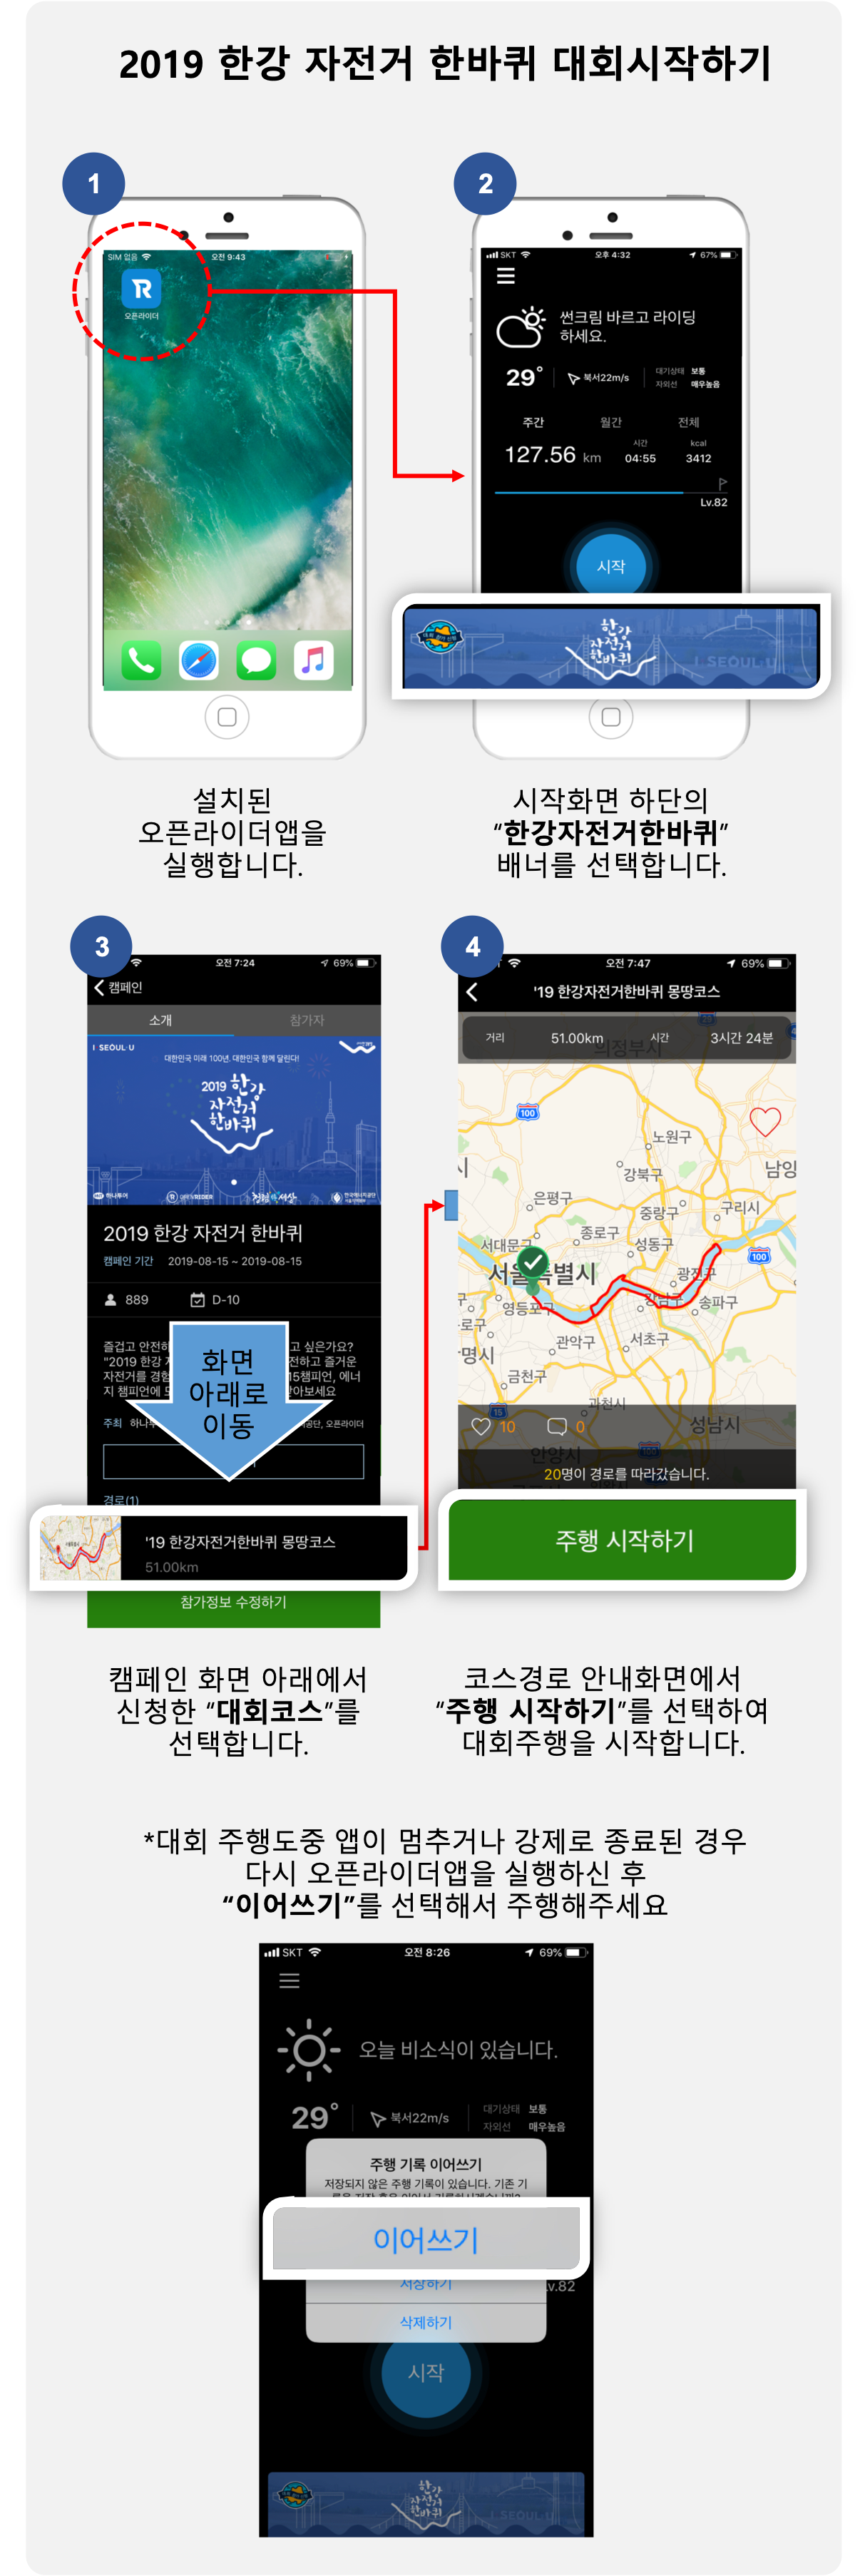 2019 한강 자전거 한바퀴 대회시작하기
1
SIM 없음
오전 9:43
오픈라이더
2
SKT
오후 4:32
67%
썬크림 바르고 라이딩
하세요.
29°
북서22m/s
대기상태 보통
자외선 매우높음
주간 월간 전체
127.56 km
시간
04:55
kcal
3412
Lv.82
시작
한강
자전거
한바퀴
I SEOUL U
설치된
오픈라이더앱을
실행합니다.
시작화면 하단의
“한강자전거한바퀴”
배너를 선택합니다.
3
오전 7:24
69%
캠페인
소개 참가자
I SEOUL U
대한민국 미래 100년, 대한민국 함께 달린다!
2019 한강
자전거
한바퀴
하나투어
OPENRIDER
2019 한강 자전거 한바퀴
캠페인 기간 2019-08-15 ~ 2019-08-15
889
D-10
즐겁고 안전하 고 싶은가요?
"2019 한강 전하고 즐거운
자전거를 경험 15챔피언, 에너
지 챔피언에 받아보세요
주최 하나투 공단, 오픈라이더
화면
아래로
이동
경로(1)
'19 한강자전거한바퀴 몽땅코스
51.00km
참가정보 수정하기
4
오전 7:47
69%
'19 한강자전거한바퀴 몽땅코스
거리 51.00km 시간 3시간 24분
의정부시
100
노원구
강북구
남양
은평구
중랑구
구리시
종로구
서대문구
성동구
100
서울특별시
광진구
영등포구
강남구
송파구
로구
관악구
서초구
명시
금천구
과천시
15
성남시
10
0
안양시
100
20명이 경로를 따라갔습니다.
주행 시작하기
캠페인 화면 아래에서
신청한 “대회코스”를
선택합니다.
코스경로 안내화면에서
“주행 시작하기”를 선택하여
대회주행을 시작합니다.
*대회 주행도중 앱이 멈추거나 강제로 종료된 경우
다시 오픈라이더앱을 실행하신 후
“이어쓰기”를 선택해서 주행해주세요
SKT
오전 8:26
69%
오늘 비소식이 있습니다.
29°
북서22m/s
대기상태 보통
자외선 매우높음
주행 기록 이어쓰기
저장되지 않은 주행 기록이 있습니다. 기존 기
이어쓰기
저장하기
v.82
삭제하기
시작
한강
자전거
한바퀴
I SEOUL U